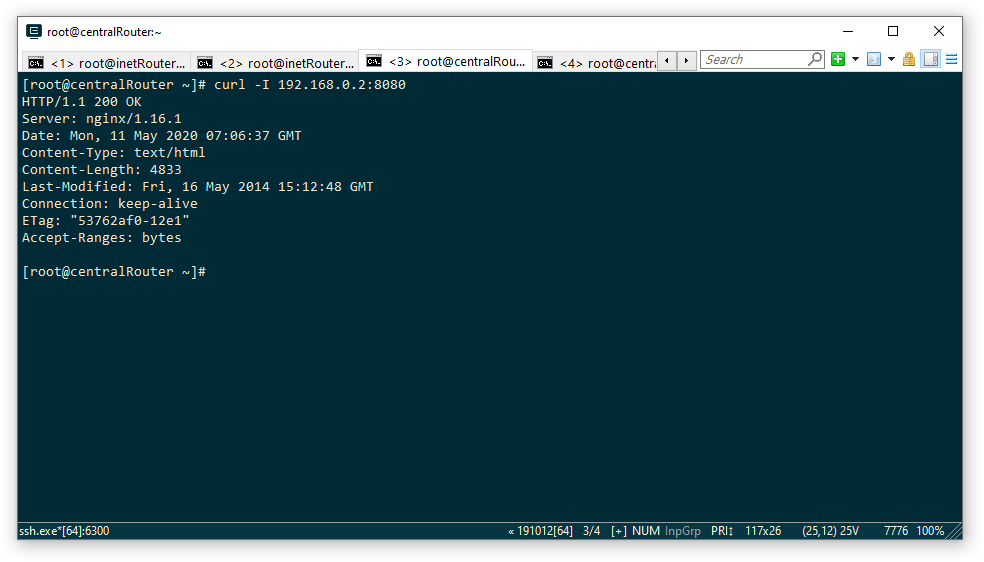 root@centralRouter:~
<1> root@inetRouter...
<2> root@inetRouter...
<3> root@centralRou...
<4> root@centra
Search
[root@centralRouter ~]# curl -I 192.168.0.2:8080
HTTP/1.1 200 OK
Server: nginx/1.16.1
Date: Mon, 11 May 2020 07:06:37 GMT
Content-Type: text/html
Content-Length: 4833
Last-Modified: Fri, 16 May 2014 15:12:48 GMT
Connection: keep-alive
ETag: "53762af0-12e1"
Accept-Ranges: bytes
[root@centralRouter ~]#
ssh.exe*[64]:6300 « 191012[64] 3/4 [+] NUM InpGrp PRI↕ 117x26 (25,12) 25V 7776 100%